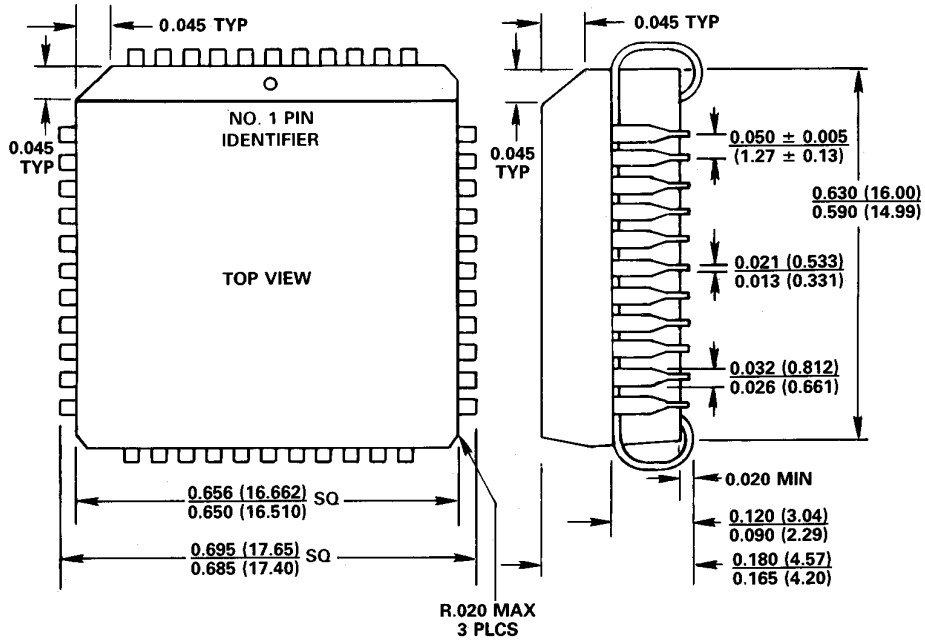 0.045 TYP
0.045 TYP
NO. 1 PIN
IDENTIFIER
0.045
TYP
0.045
TYP
0.050 ± 0.005
(1.27 ± 0.13)
0.630 (16.00)
0.590 (14.99)
TOP VIEW
0.021 (0.533)
0.013 (0.331)
0.032 (0.812)
0.026 (0.661)
0.020 MIN
0.656 (16.662) SQ
0.650 (16.510)
0.120 (3.04)
0.090 (2.29)
0.695 (17.65) SQ
0.685 (17.40)
0.180 (4.57)
0.165 (4.20)
R.020 MAX
3 PLCS